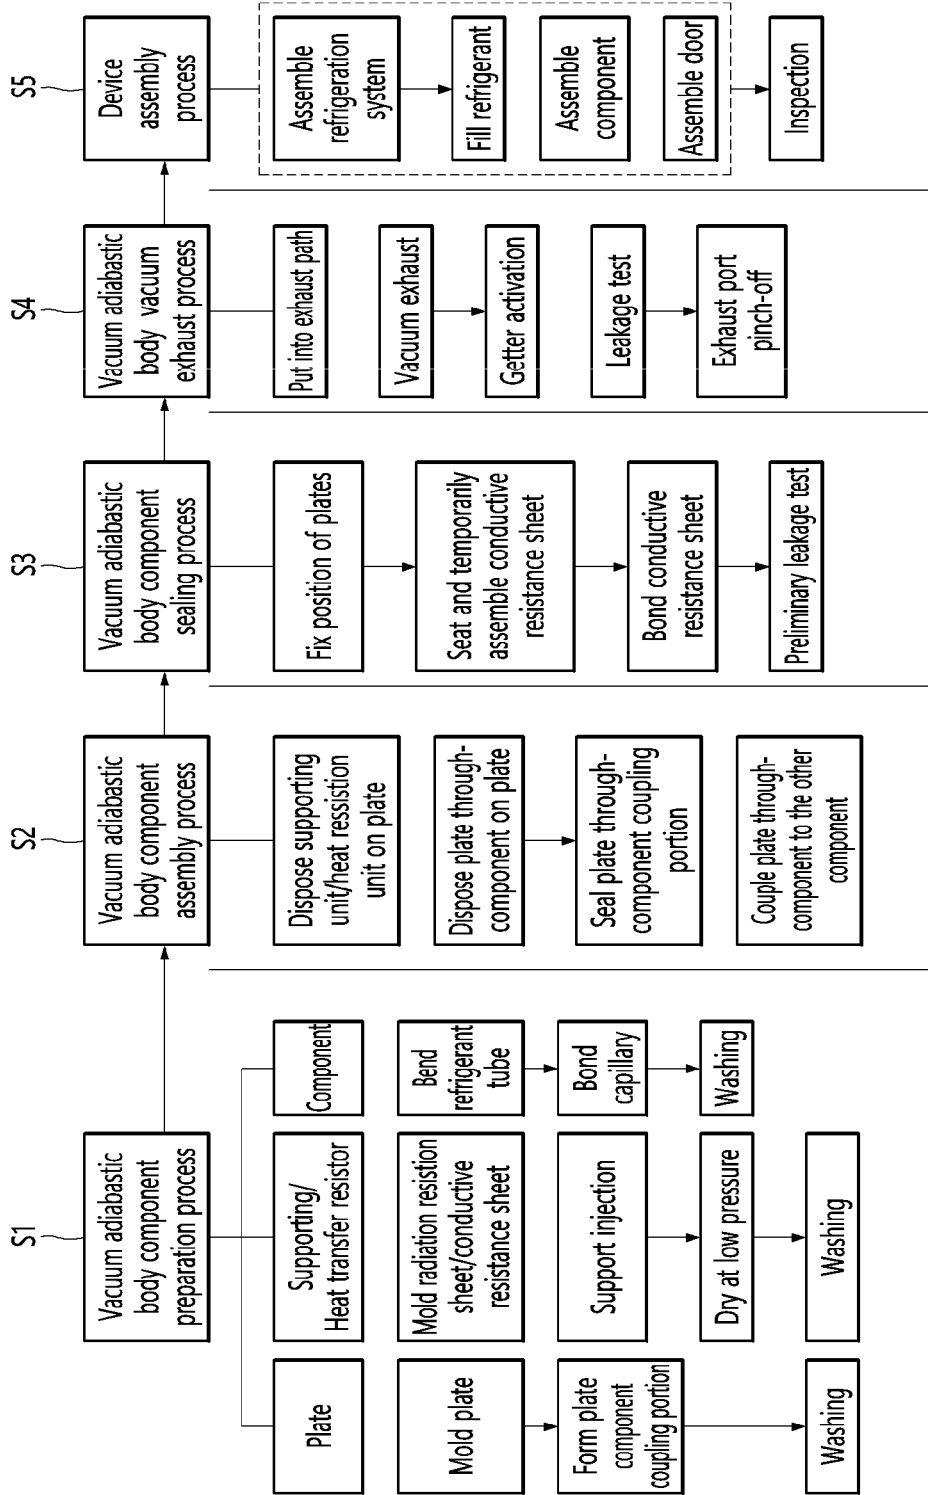 S1
Vacuum adiabastic
body component
preparation process
Plate
Mold plate
Form plate
component
coupling portion
Washing
Supporting/
Heat transfer resistor
Mold radiation resistion
sheet/conductive
resistance sheet
Support injection
Dry at low pressure
Washing
Component
Bend
refrigerant
tube
Bond
capillary
Washing
S2
Vacuum adiabastic
body component
assembly process
Dispose supporting
unit/heat ressistion
unit on plate
Dispose plate through-
component on plate
Seal plate through-
component coupling
portion
Couple plate through-
component to the other
component
S3
Vacuum adiabastic
body component
sealing process
Fix position of plates
Seat and temporarily
assemble conductive
resistance sheet
Bond conductive
resistance sheet
Preliminary leakage test
S4
Vacuum adiabastic
body vacuum
exhaust process
Put into exhaust path
Vacuum exhaust
Getter activation
Leakage test
Exhaust port
pinch-off
S5
Device
assembly
process
Assemble
refrigeration
system
Fill refrigerant
Assemble
component
Assemble door
Inspection